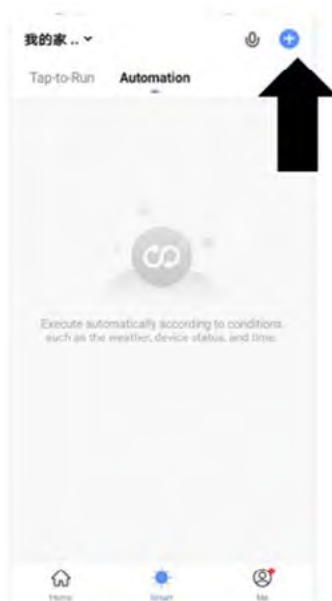 我的家 ..
Tap-to-Run Automation
Execute automatically according to conditions
such as the weather, device status, and time.
Home Smart Me